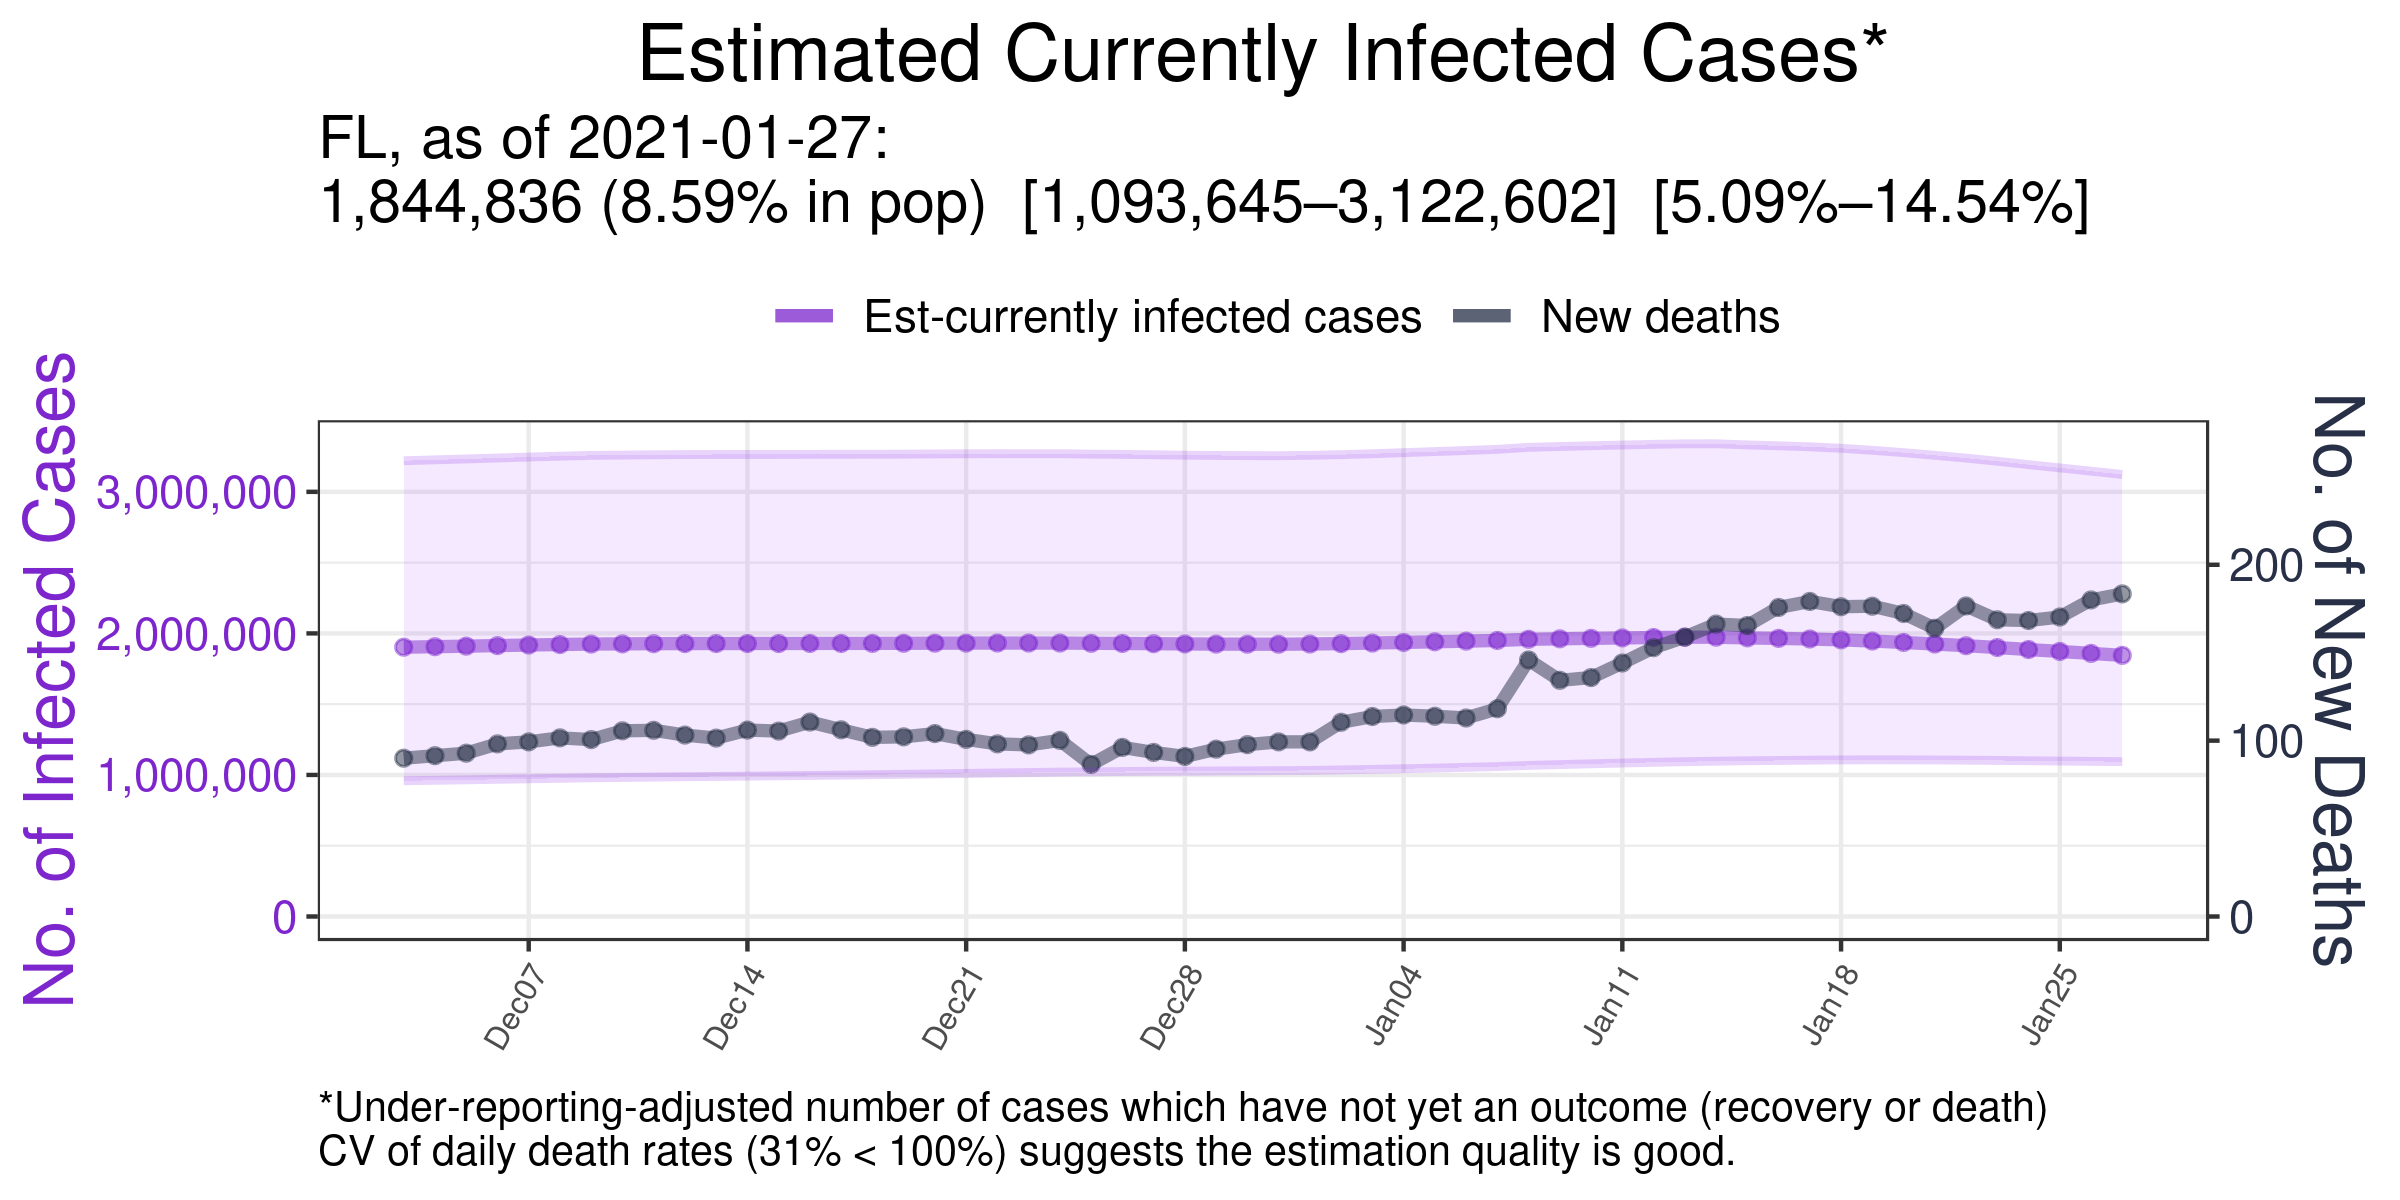 Estimated Currently Infected Cases*
FL, as of 2021-01-27:
1,844,836 (8.59% in pop)  [1,093,645–3,122,602]  [5.09%–14.54%]
Est-currently infected cases
New deaths
No. of Infected Cases
3,000,000
2,000,000
1,000,000
0
No. of New Deaths
200
100
0
Dec07
Dec14
Dec21
Dec28
Jan04
Jan11
Jan18
Jan25
*Under-reporting-adjusted number of cases which have not yet an outcome (recovery or death)
CV of daily death rates (31% < 100%) suggests the estimation quality is good.